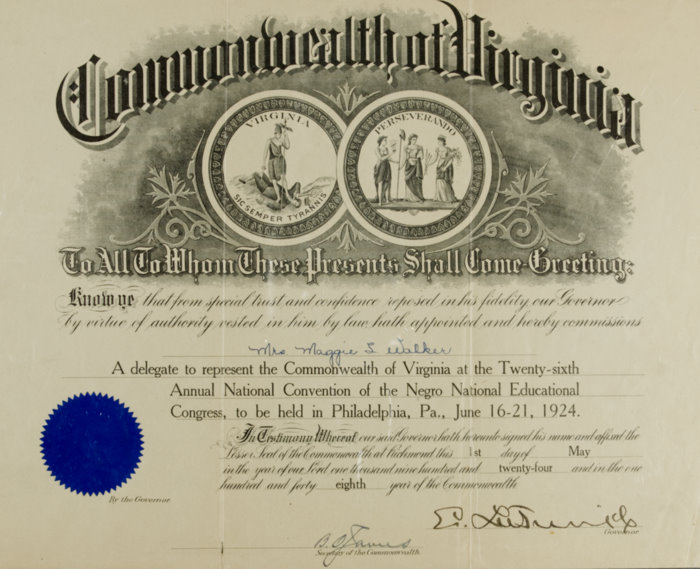 Commonwealth of Virginia
VIRGINIA
SIC SEMPER TYRANNIS
PERSEVERANDO
To All To Whom These Presents Shall Come—Greeting:
Know ye that from special trust and confidence reposed in his fidelity, our Governor
by virtue of authority vested in him by law, hath appointed and hereby commissions
Mrs Maggie L Walker
A delegate to represent the Commonwealth of Virginia at the Twenty-sixth
Annual National Convention of the Negro National Educational
Congress, to be held in Philadelphia, Pa., June 16-21, 1924.
In Testimony Whereof, our said Governor hath hereunto signed his name and affixed the
Lesser Seal of the Commonwealth at Richmond this 1st day of May
in the year of our Lord one thousand nine hundred and twenty-four and in the one
hundred and forty eighth year of the Commonwealth
By the Governor
Governor
B. O. James
Secretary of the Commonwealth.